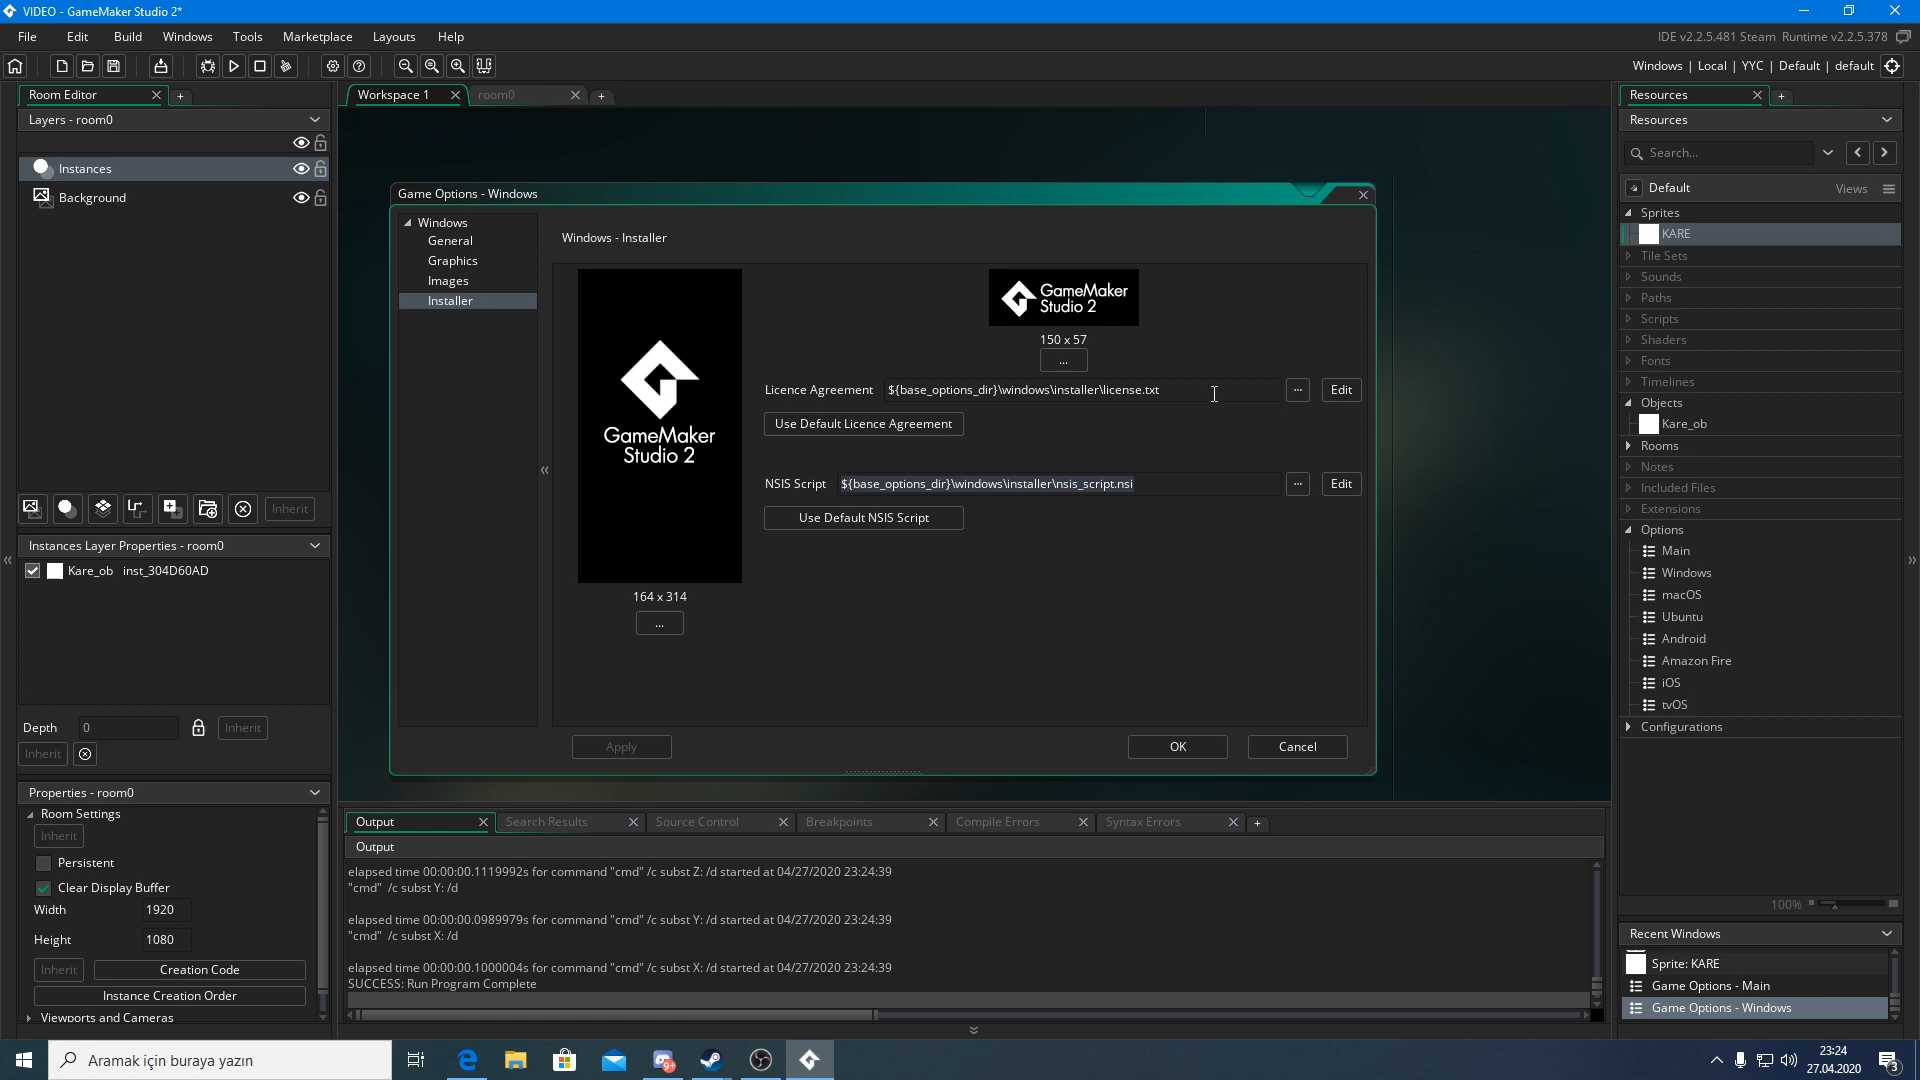 VIDEO - GameMaker Studio 2*
File Edit Build Windows Tools Marketplace Layouts Help
IDE v2.2.5.481 Steam Runtime v2.2.5.378
Windows | Local | YYC | Default | default
Room Editor
Layers - room0
Instances
Background
Inherit
Instances Layer Properties - room0
Kare_ob inst_304D60AD
Depth 0 Inherit
Inherit
Properties - room0
Room Settings
Inherit
Persistent
Clear Display Buffer
Width 1920
Height 1080
Inherit Creation Code
Instance Creation Order
Viewports and Cameras
Workspace 1 room0
Game Options - Windows
Windows
General
Graphics
Images
Installer
Windows - Installer
GameMaker
Studio 2
164 x 314
...
GameMaker
Studio 2
150 x 57
...
Licence Agreement ${base_options_dir}\windows\installer\license.txt ... Edit
Use Default Licence Agreement
NSIS Script ${base_options_dir}\windows\installer\nsis_script.nsi ... Edit
Use Default NSIS Script
Apply OK Cancel
Output Search Results Source Control Breakpoints Compile Errors Syntax Errors
Output
elapsed time 00:00:00.1119992s for command "cmd" /c subst Z: /d started at 04/27/2020 23:24:39
"cmd" /c subst Y: /d
elapsed time 00:00:00.0989979s for command "cmd" /c subst Y: /d started at 04/27/2020 23:24:39
"cmd" /c subst X: /d
elapsed time 00:00:00.1000004s for command "cmd" /c subst X: /d started at 04/27/2020 23:24:39
SUCCESS: Run Program Complete
Resources
Resources
Search...
Default Views
Sprites
KARE
Tile Sets
Sounds
Paths
Scripts
Shaders
Fonts
Timelines
Objects
Kare_ob
Rooms
Notes
Included Files
Extensions
Options
Main
Windows
macOS
Ubuntu
Android
Amazon Fire
iOS
tvOS
Configurations
100%
Recent Windows
Sprite: KARE
Game Options - Main
Game Options - Windows
Aramak için buraya yazın
9+
23:24
27.04.2020
3